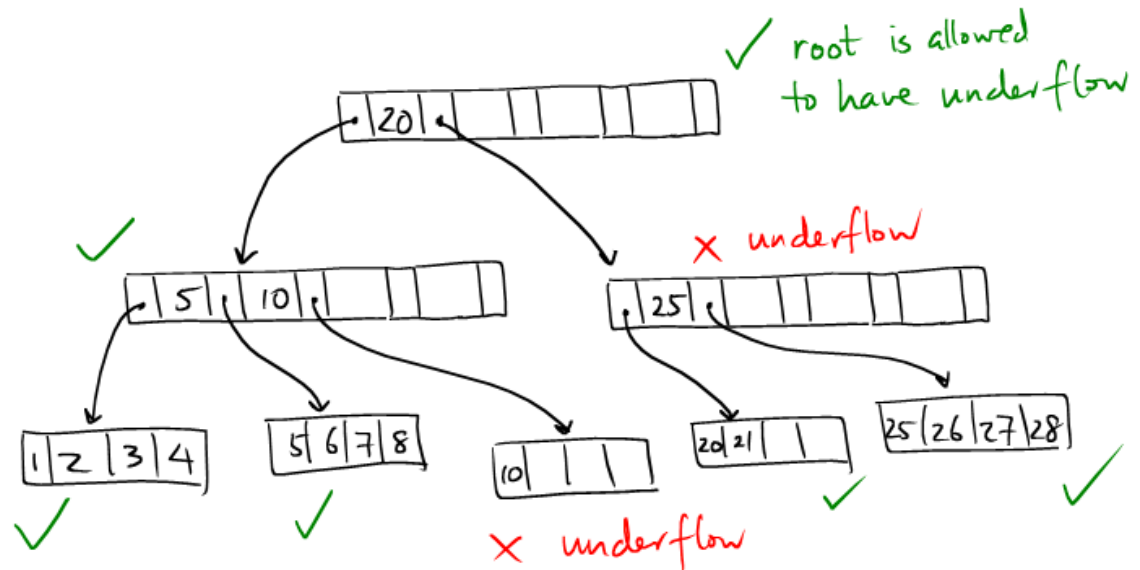 ✓ root is allowed
to have underflow
20
✓
× underflow
5 10
25
1 2 3 4
5 6 7 8
10
20 21
25 26 27 28
✓
✓
× underflow
✓
✓